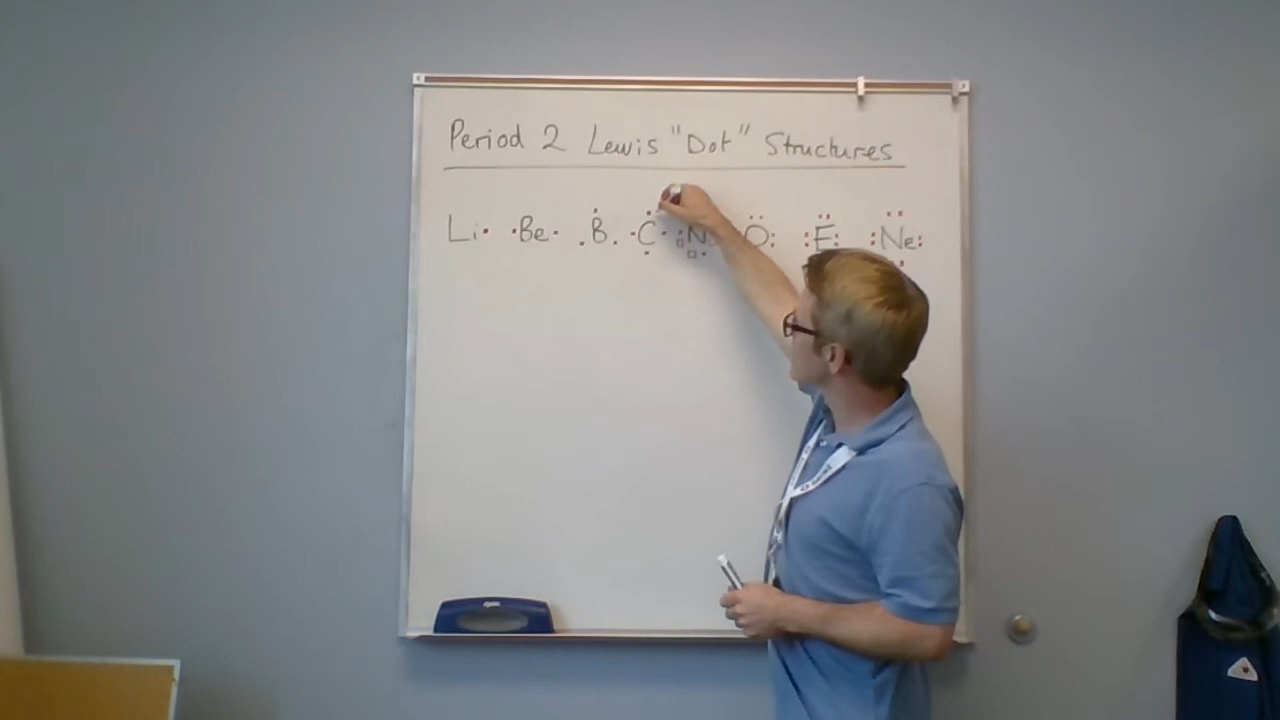 Period 2 Lewis "Dot" Structures
Li· ·Be· ·B· ·C· :N O: :F :Ne: